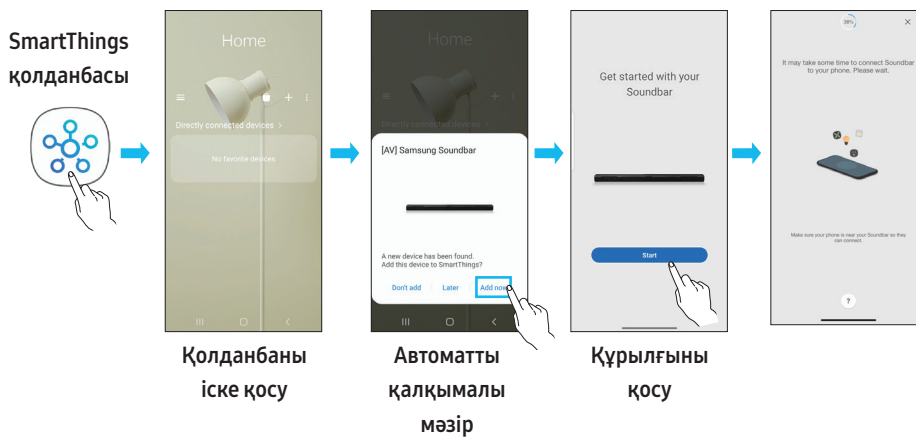 SmartThings
қолданбасы
Home
Directly connected devices >
No favorite devices
Қолданбаны
іске қосу
Home
Directly connected devices >
[AV] Samsung Soundbar
A new device has been found.
Add this device to SmartThings?
Don't add Later Add now
Автоматты
қалқымалы
мәзір
Get started with your
Soundbar
Start
Құрылғыны
қосу
It may take some time to connect Soundbar
to your phone. Please wait.
Make sure your phone is near your Soundbar so they
can connect.
?